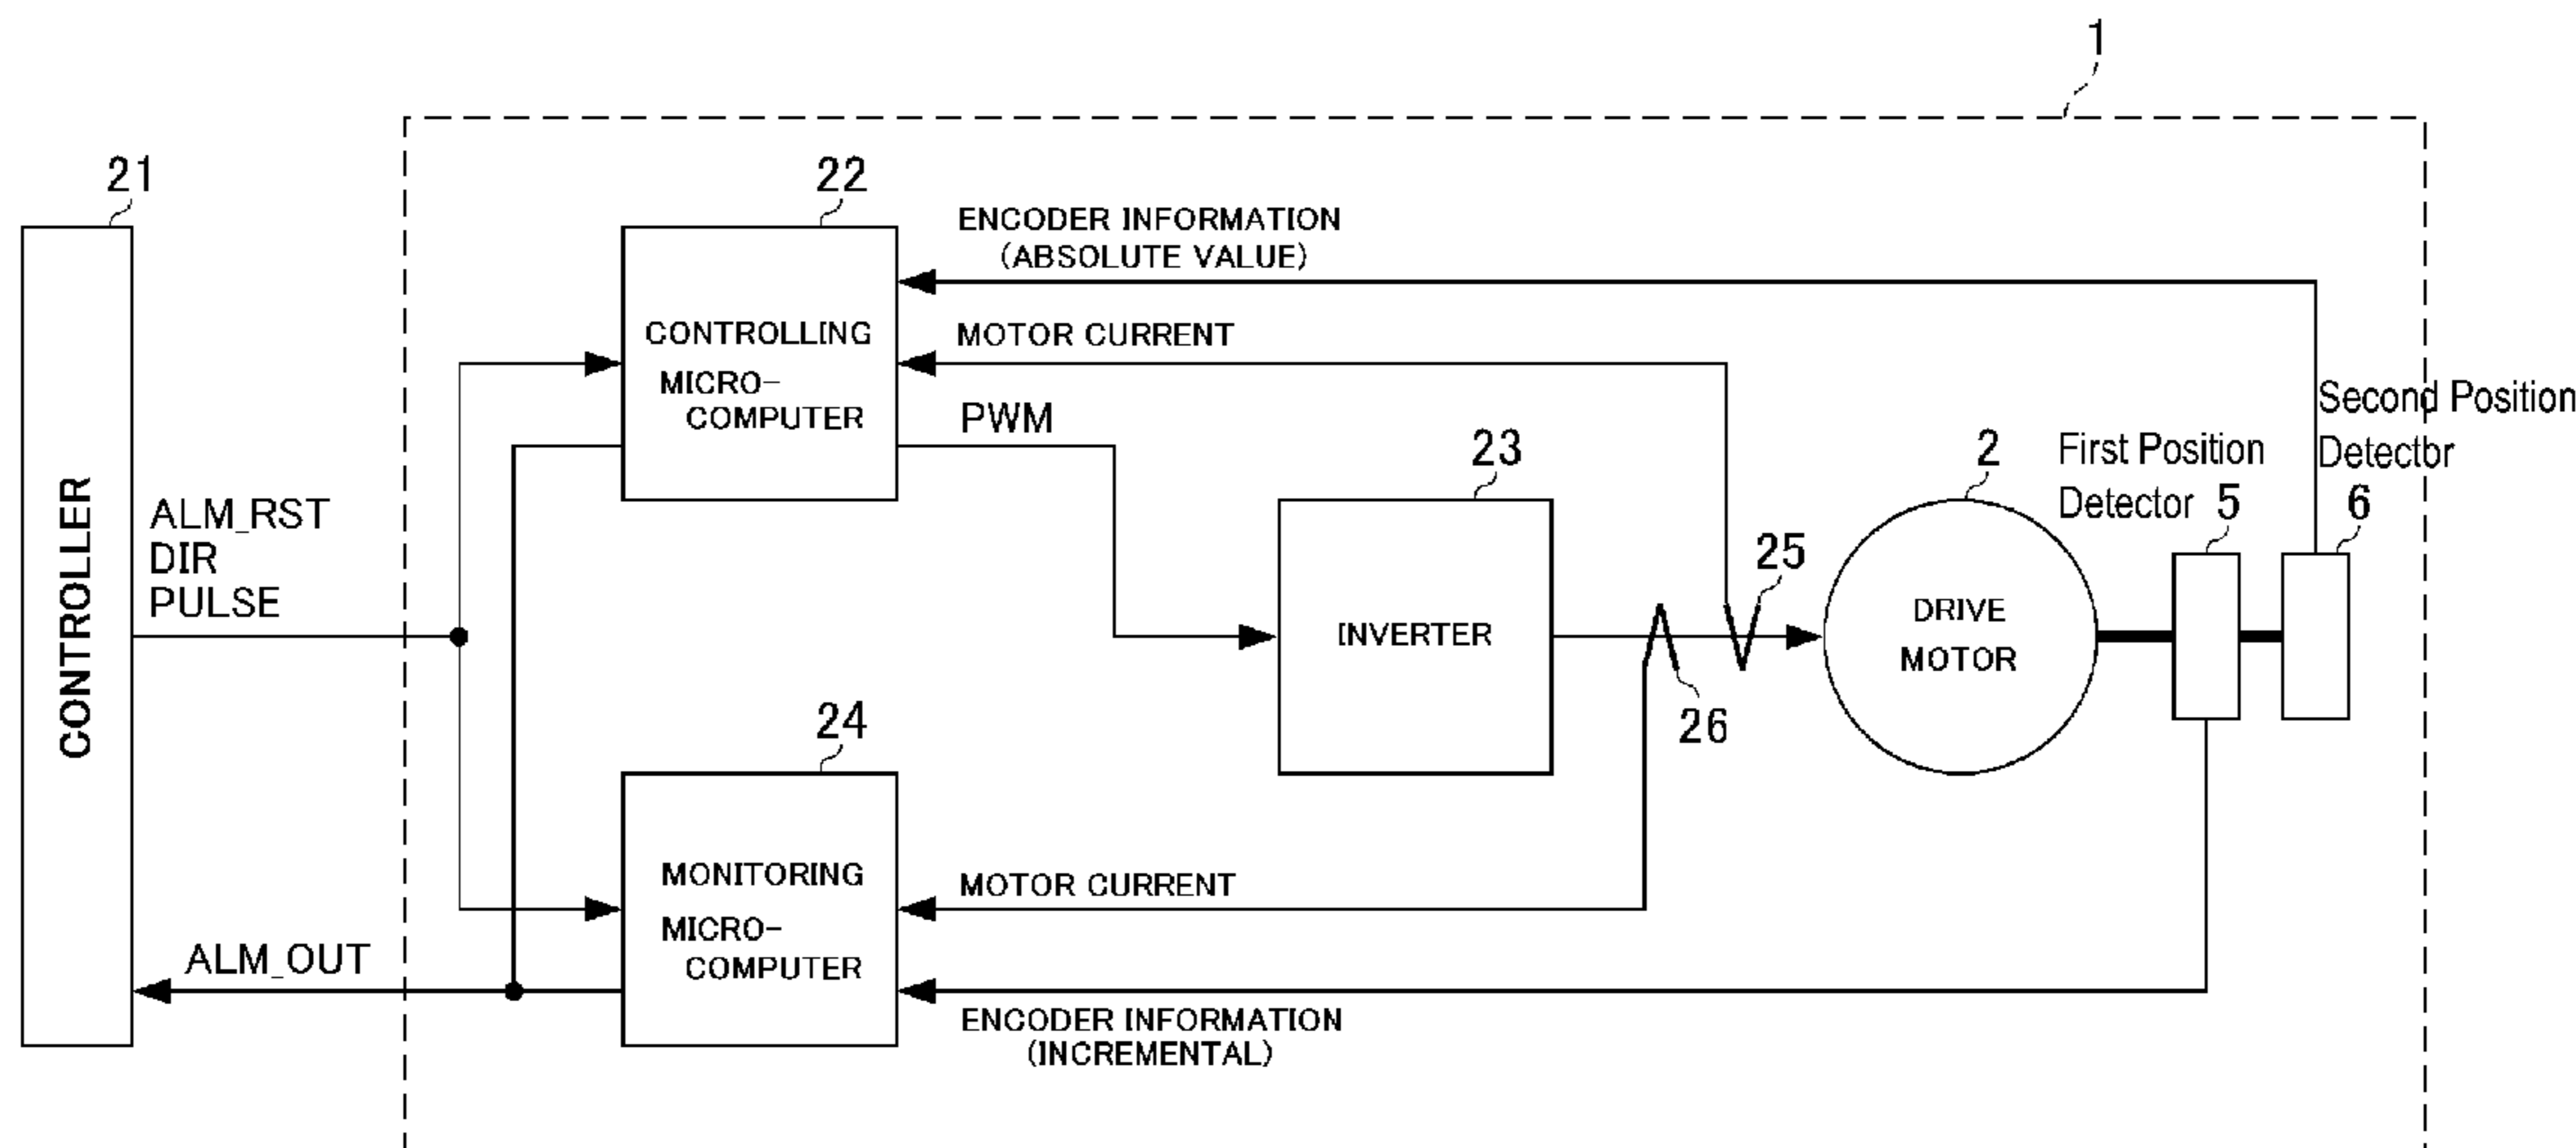 1
21
22
ENCODER INFORMATION
(ABSOLUTE VALUE)
CONTROLLING
MICRO-
COMPUTER
MOTOR CURRENT
PWM
23
2
First Position
Detector 5
Second Position
Detector
6
CONTROLLER
ALM_RST
DIR
PULSE
INVERTER
25
26
DRIVE
MOTOR
24
MONITORING
MICRO-
COMPUTER
MOTOR CURRENT
ALM_OUT
ENCODER INFORMATION
(INCREMENTAL)